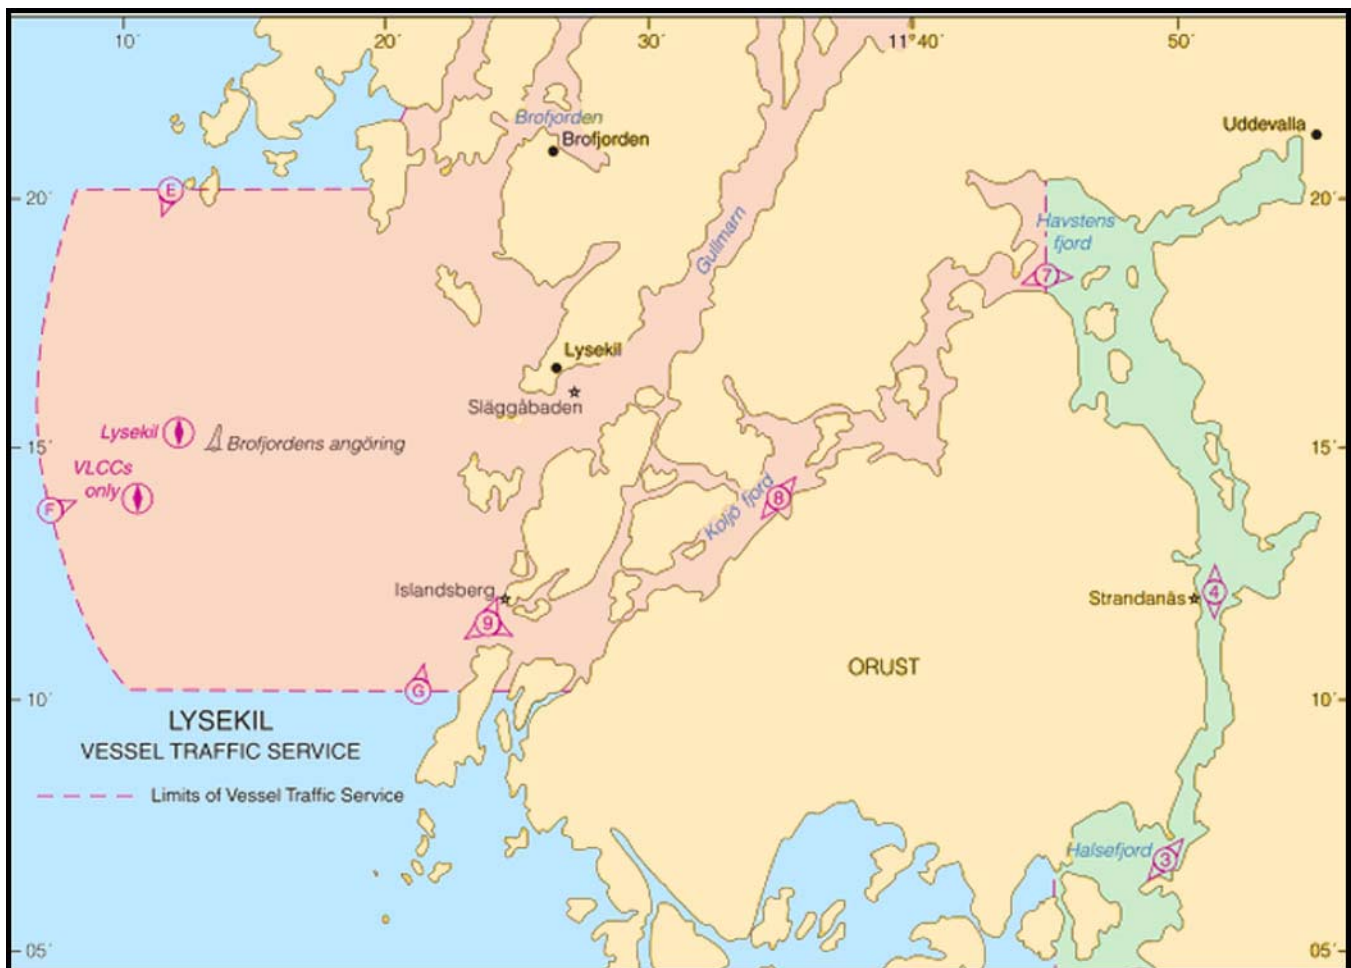 10´
20´
30´
11°40´
50´
Brofjorden
Brofjorden
Uddevalla
20´
E
20´
Gullmarn
Havstens
fjord
7
Lysekil
Släggåbaden
Lysekil
Brofjordens angöring
15´
15´
VLCCs
only
F
8
Koljö fjord
Islandsberg
9
Strandanäs
4
G
ORUST
10´
10´
LYSEKIL
VESSEL TRAFFIC SERVICE
Limits of Vessel Traffic Service
Halsefjord
3
05´
05´